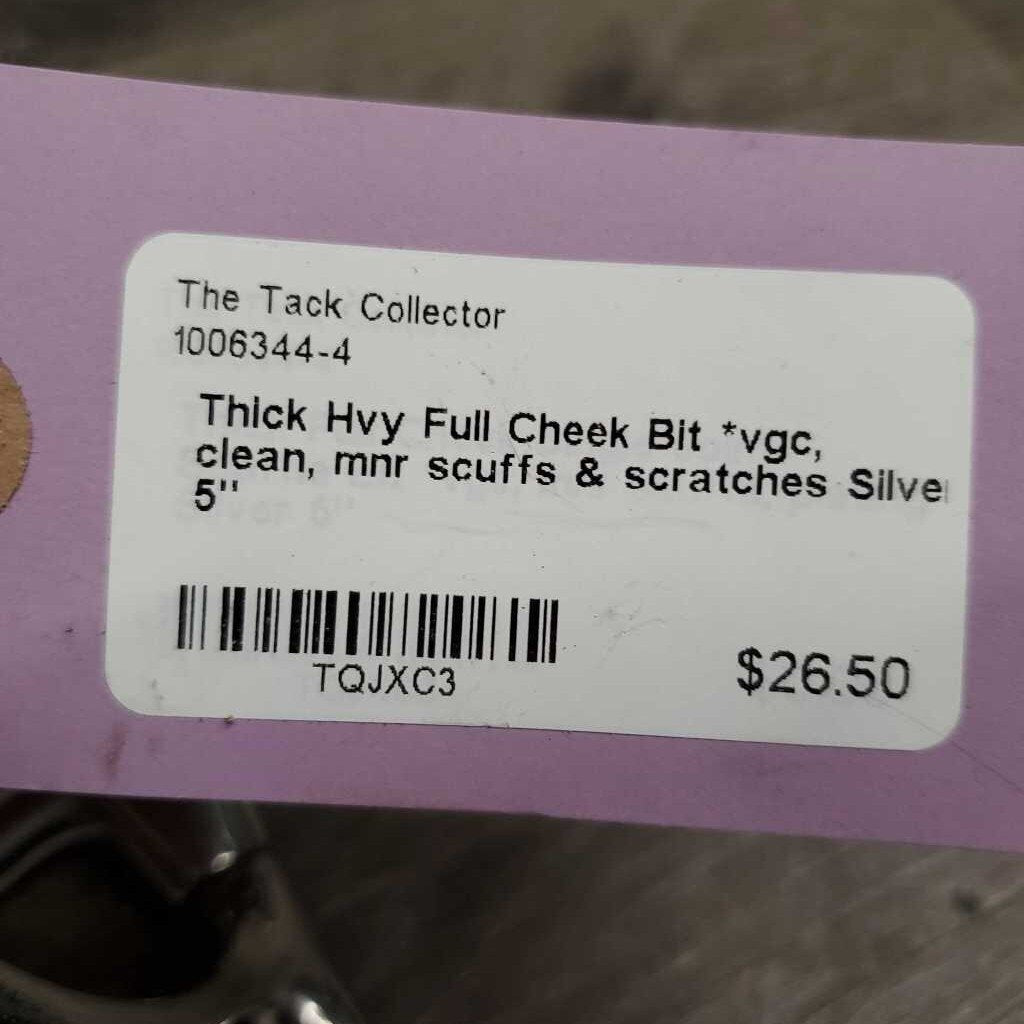 The Tack Collector
1006344-4
Thick Hvy Full Cheek Bit *vgc,
clean, mnr scuffs & scratches Silver
5''
TQJXC3
$26.50